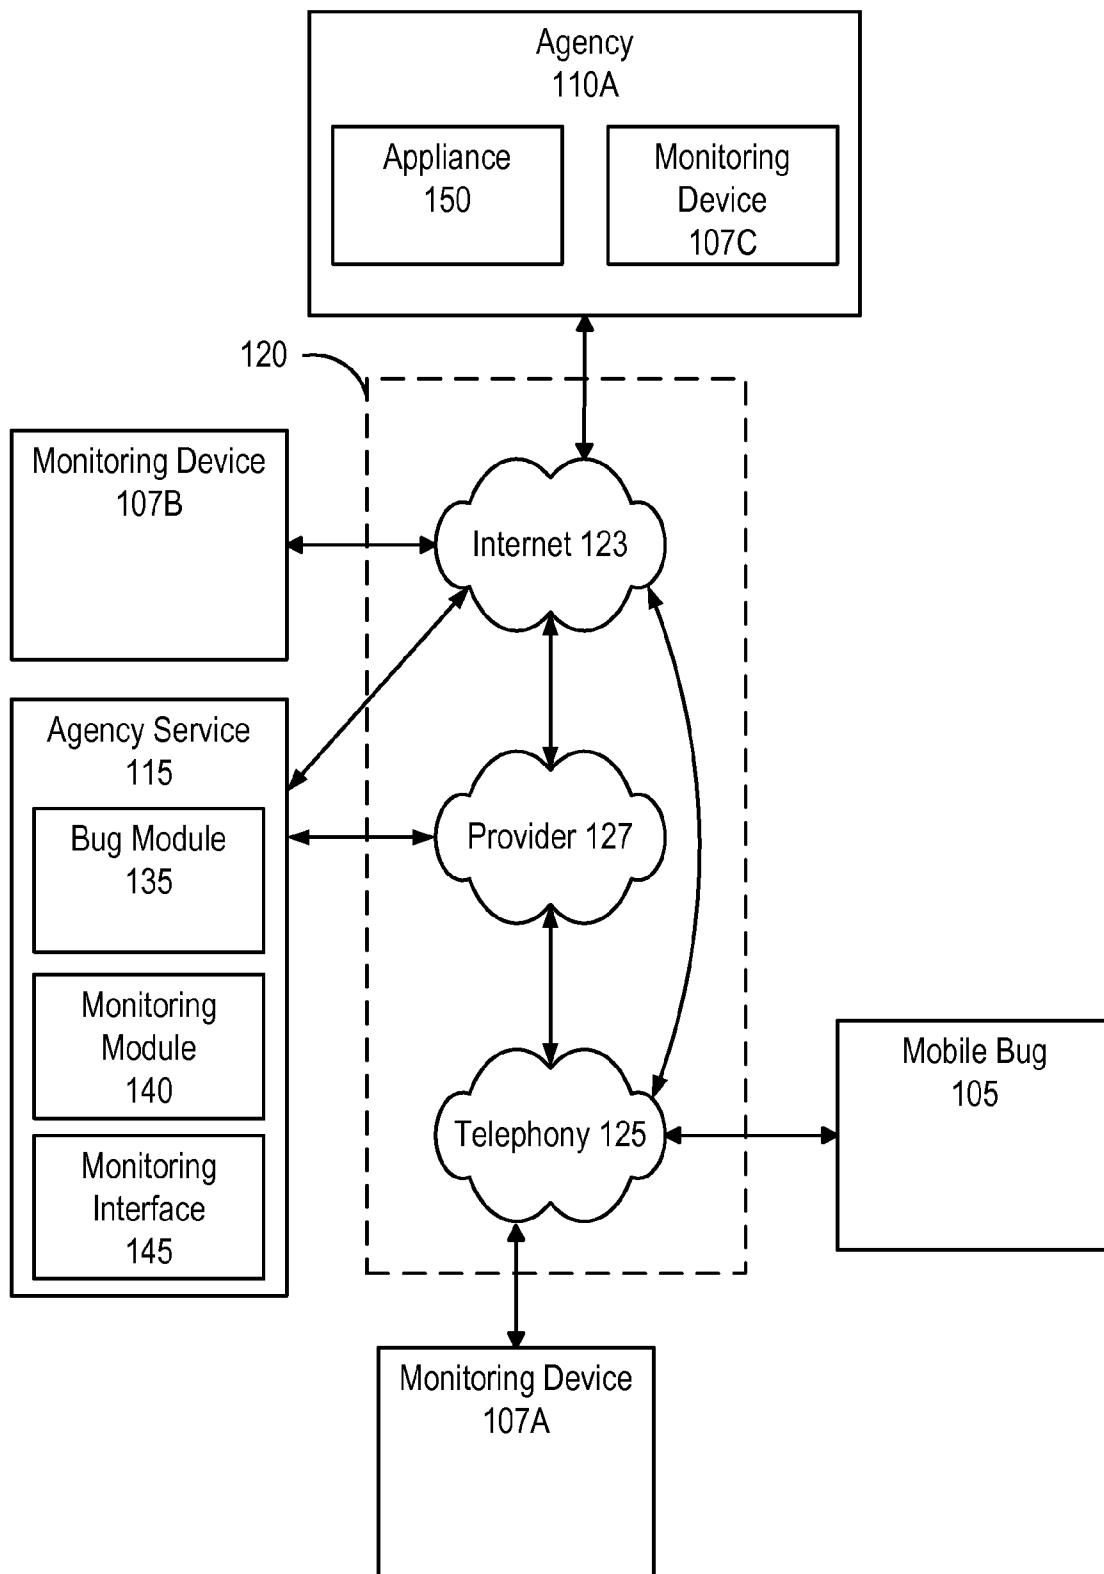 Agency
110A
Appliance
150
Monitoring
Device
107C
120
Monitoring Device
107B
Internet 123
Agency Service
115
Bug Module
135
Provider 127
Monitoring
Module
140
Mobile Bug
105
Telephony 125
Monitoring
Interface
145
Monitoring Device
107A